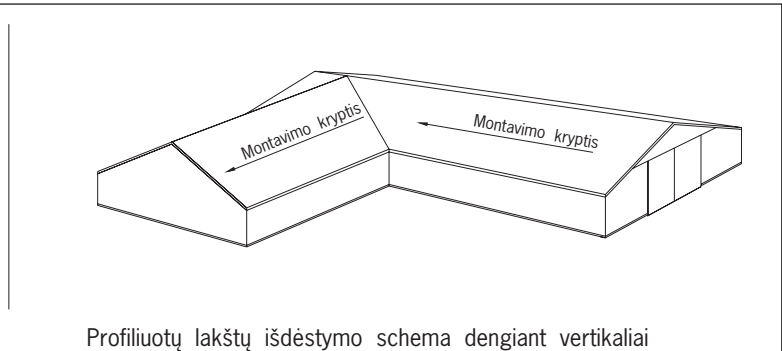 Montavimo kryptis
Montavimo kryptis
Profiliuotų lakštų išdėstymo schema dengiant vertikaliai